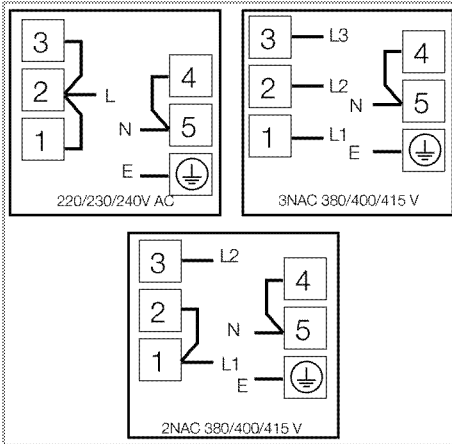 3
2 L
1
4
N 5
E
220/230/240V AC
3 L3
2 L2
1 L1
4
N 5
E
3NAC 380/400/415 V
3 L2
2
1 L1
4
N 5
E
2NAC 380/400/415 V